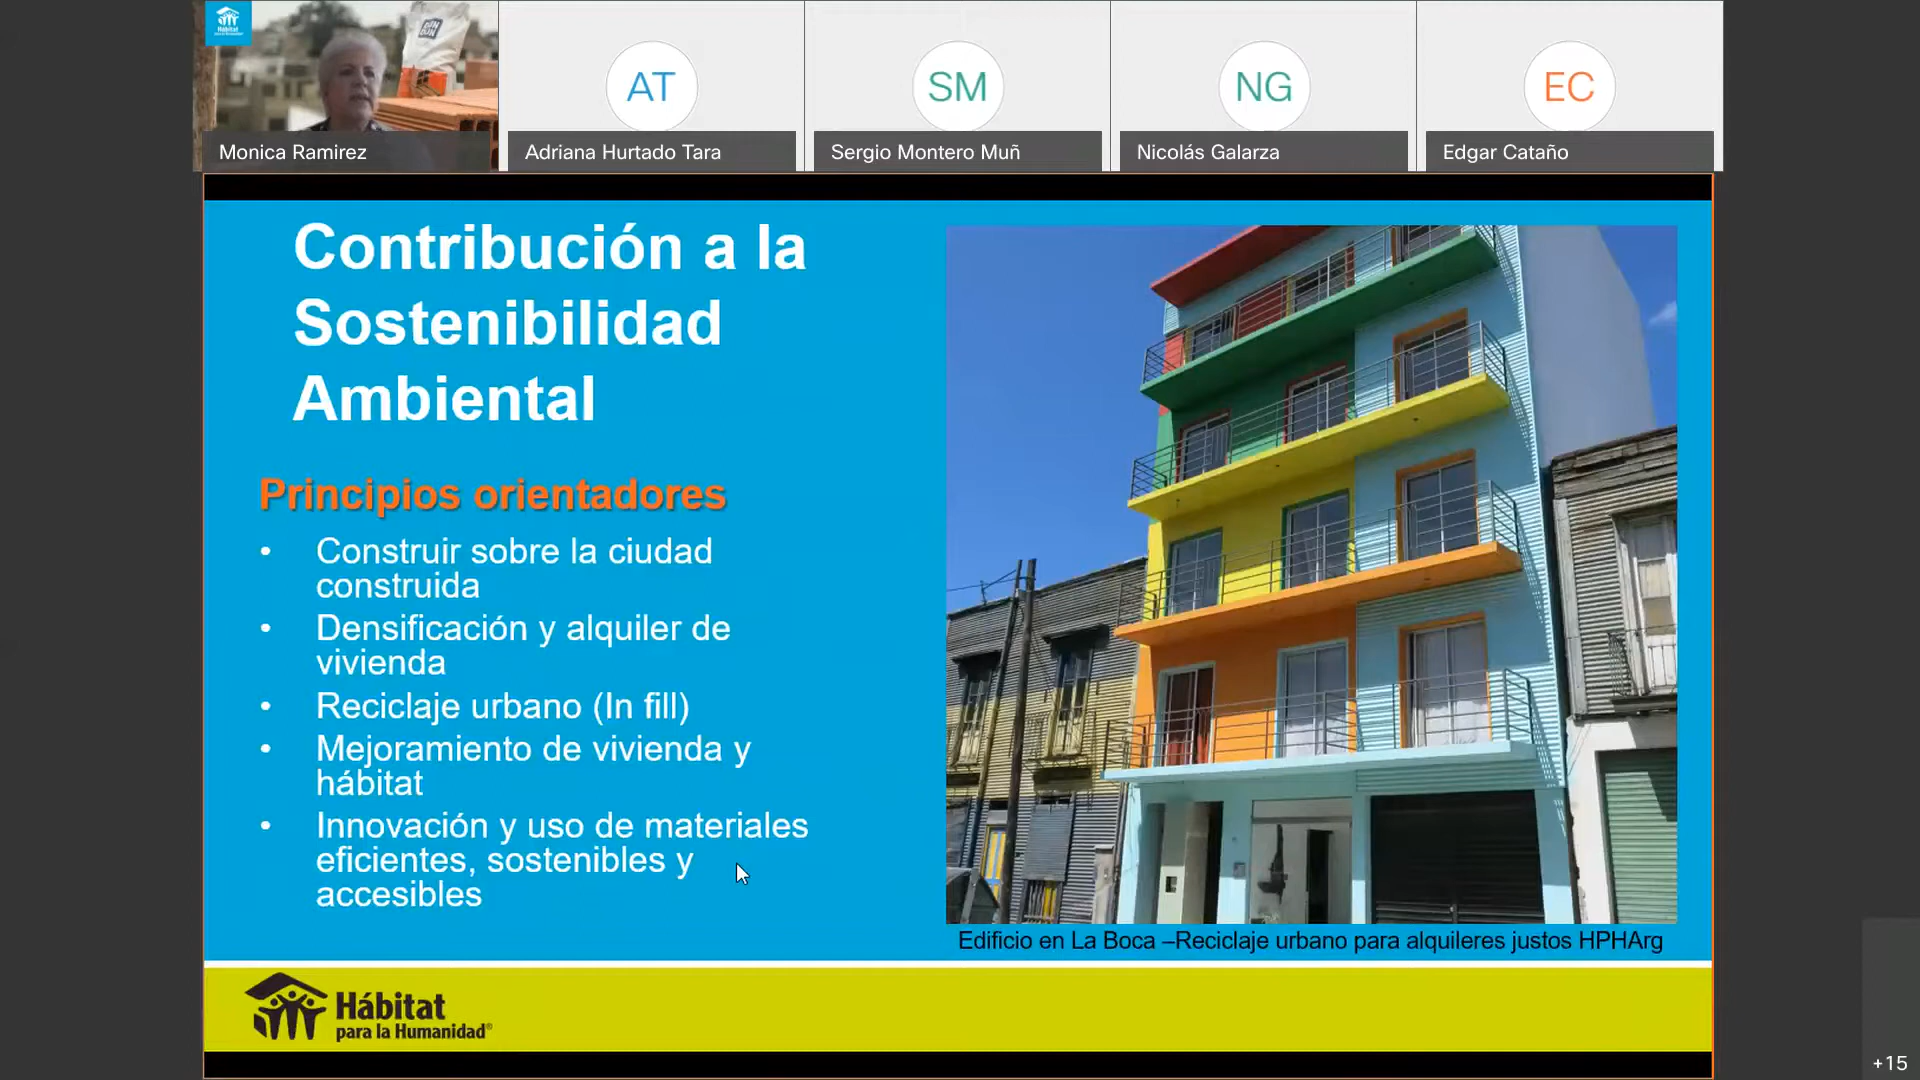 Hábitat
AT
SM
NG
EC
Monica Ramirez
Adriana Hurtado Tara
Sergio Montero Muñ
Nicolás Galarza
Edgar Cataño
Contribución a la
Sostenibilidad
Ambiental
Principios orientadores
• Construir sobre la ciudad
construida
• Densificación y alquiler de
vivienda
• Reciclaje urbano (In fill)
• Mejoramiento de vivienda y
hábitat
• Innovación y uso de materiales
eficientes, sostenibles y
accesibles
Edificio en La Boca –Reciclaje urbano para alquileres justos HPHArg
Hábitat
para la Humanidad®
+15